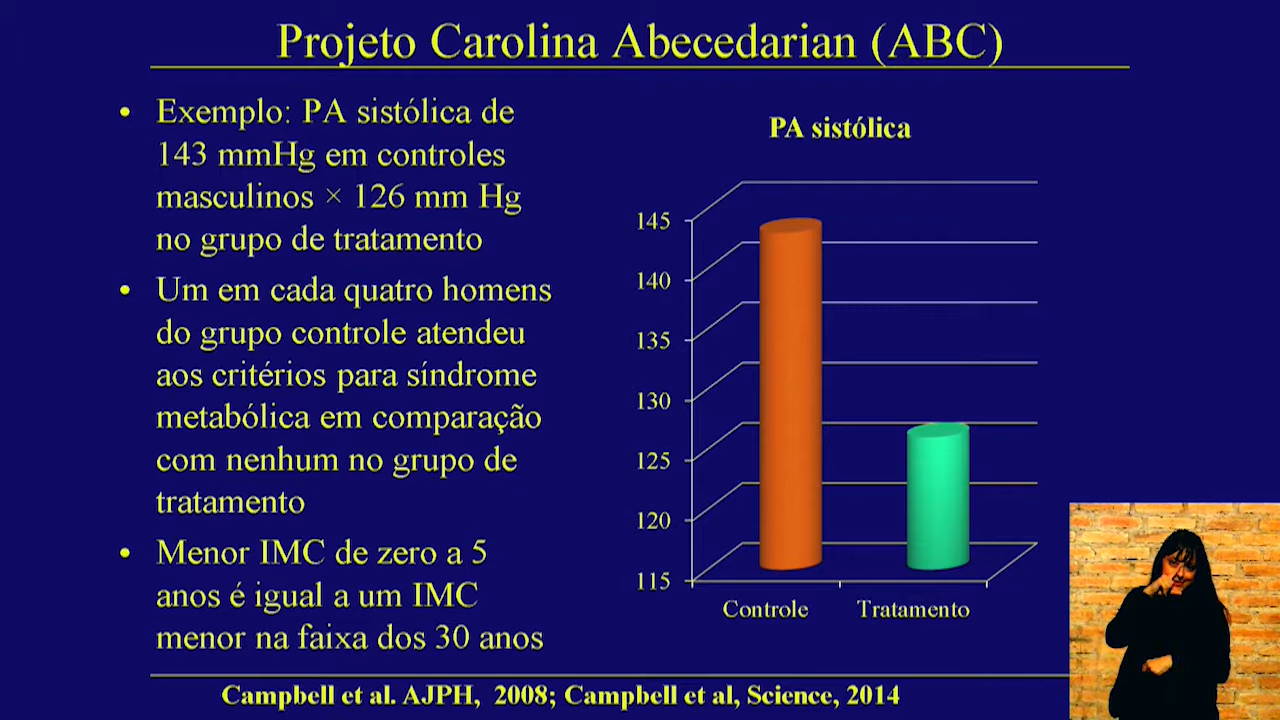 Projeto Carolina Abecedarian (ABC)
• Exemplo: PA sistólica de
143 mmHg em controles
masculinos × 126 mm Hg
no grupo de tratamento
• Um em cada quatro homens
do grupo controle atendeu
aos critérios para síndrome
metabólica em comparação
com nenhum no grupo de
tratamento
• Menor IMC de zero a 5
anos é igual a um IMC
menor na faixa dos 30 anos
PA sistólica
145
140
135
130
125
120
115
Controle
Tratamento
Campbell et al. AJPH, 2008; Campbell et al, Science, 2014